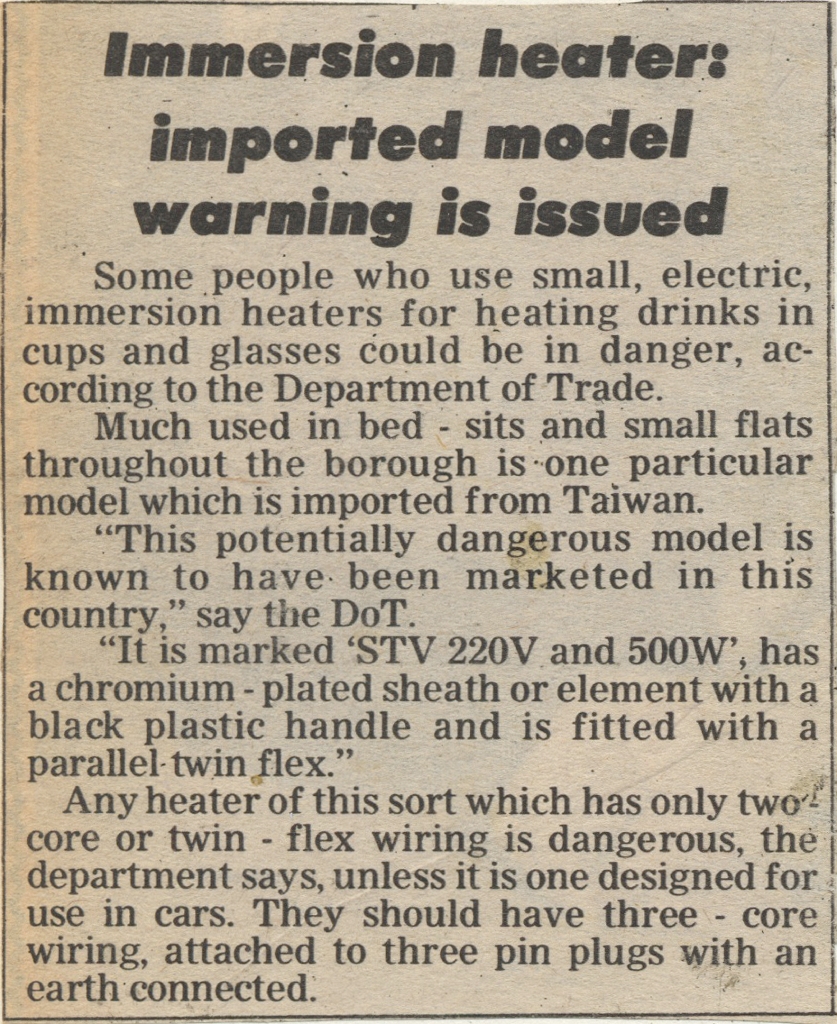 Immersion heater:
imported model
warning is issued
Some people who use small, electric,
immersion heaters for heating drinks in
cups and glasses could be in danger, ac-
cording to the Department of Trade.
Much used in bed - sits and small flats
throughout the borough is one particular
model which is imported from Taiwan.
"This potentially dangerous model is
known to have been marketed in this
country," say the DoT.
"It is marked 'STV 220V and 500W', has
a chromium - plated sheath or element with a
black plastic handle and is fitted with a
parallel twin flex."
Any heater of this sort which has only two-
core or twin - flex wiring is dangerous, the
department says, unless it is one designed for
use in cars. They should have three - core
wiring, attached to three pin plugs with an
earth connected.